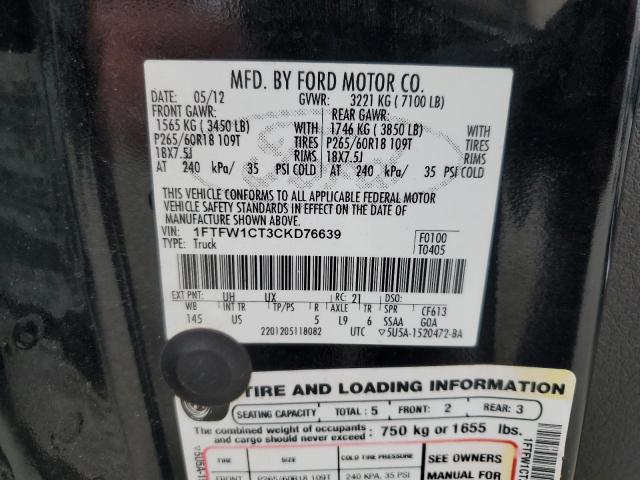 MFD. BY FORD MOTOR CO.
DATE: 05/12 GVWR: 3221 KG ( 7100 LB)
FRONT GAWR: REAR GAWR:
1565 KG ( 3450 LB) WITH 1746 KG ( 3850 LB) WITH
P265/60R18 109T TIRES P265/60R18 109T TIRES
18X7.5J RIMS 18X7.5J RIMS
AT 240 kPa/ 35 PSI COLD AT 240 kPa/ 35 PSI COLD
THIS VEHICLE CONFORMS TO ALL APPLICABLE FEDERAL MOTOR
VEHICLE SAFETY STANDARDS IN EFFECT ON THE DATE OF
MANUFACTURE SHOWN ABOVE.
VIN: 1FTFW1CT3CKD76639 F0100
TYPE: Truck T0405
EXT PNT: UH UX RC: 21 DSO:
WB INT TR TP/PS R AXLE TR SPR CF613
145 US 5 L9 6 SSAA GOA
2201205118082 UTC 5U5A-1520472-BA
TIRE AND LOADING INFORMATION
SEATING CAPACITY TOTAL : 5 FRONT: 2 REAR: 3
The combined weight of occupants
and cargo should never exceed: 750 kg or 1655 lbs.
TIRE SIZE COLD TIRE PRESSURE SEE OWNERS
FRONT P265/60R18 109T 240 KPA, 35 PSI MANUAL FOR